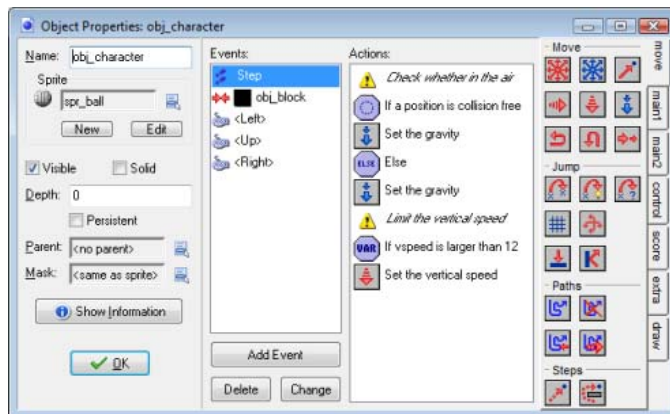 Object Properties: obj_character
Name: obj_character
Sprite
spr_ball
New Edit
Visible Solid
Depth: 0
Persistent
Parent: <no parent>
Mask: <same as sprite>
Show Information
OK
Events:
Step
obj_block
<Left>
<Up>
<Right>
Add Event
Delete Change
Actions:
Check whether in the air
If a position is collision free
Set the gravity
ELSE Else
Set the gravity
Limit the vertical speed
VAR If vspeed is larger than 12
Set the vertical speed
Move
Jump
Paths
Steps
move
main1
main2
control
score
extra
draw